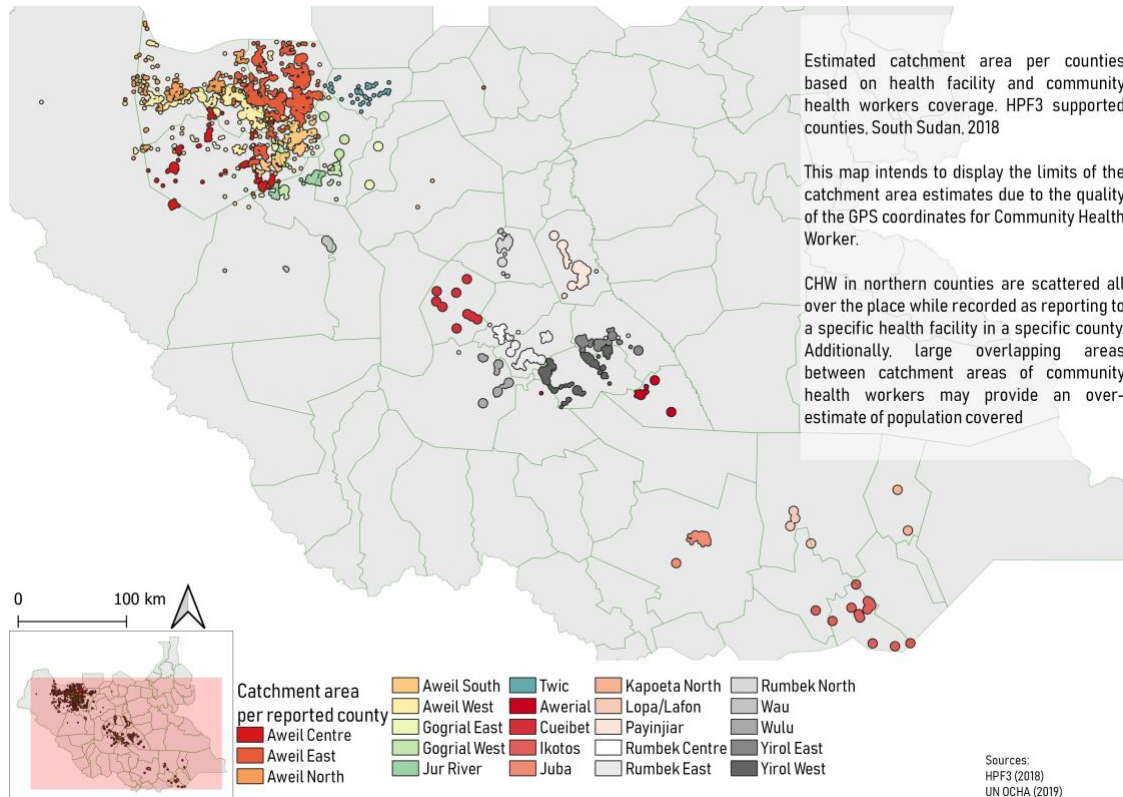 Estimated catchment area per counties
based on health facility and community
health workers coverage. HPF3 supported
counties, South Sudan, 2018
This map intends to display the limits of the
catchment area estimates due to the quality
of the GPS coordinates for Community Health
Worker.
CHW in northern counties are scattered all
over the place while recorded as reporting to
a specific health facility in a specific county.
Additionally, large overlapping areas
between catchment areas of community
health workers may provide an over-
estimate of population covered
0 100 km
Catchment area
per reported county
Aweil Centre
Aweil East
Aweil North
Aweil South
Aweil West
Gogrial East
Gogrial West
Jur River
Twic
Awerial
Cueibet
Ikotos
Juba
Kapoeta North
Lopa/Lafon
Payinjiar
Rumbek Centre
Rumbek East
Rumbek North
Wau
Wulu
Yirol East
Yirol West
Sources:
HPF3 (2018)
UN OCHA (2019)